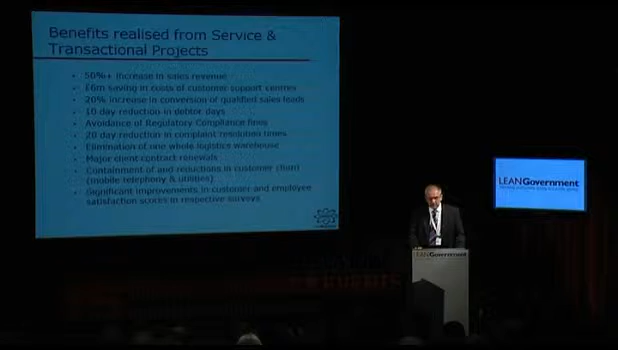 Benefits realised from Service &
Transactional Projects
50%+ increase in sales revenue
£6m saving in costs of customer support centres
20% increase in conversion of qualified sales leads
10 day reduction in debtor days
Avoidance of Regulatory Compliance fines
20 day reduction in complaint resolution times
Elimination of one whole logistics warehouse
Major client contract renewals
Containment of and reductions in customer churn
(mobile telephony & utilities)
Significant improvements in customer and employee
satisfaction scores in respective surveys
LEANGovernment
LEANGovernment